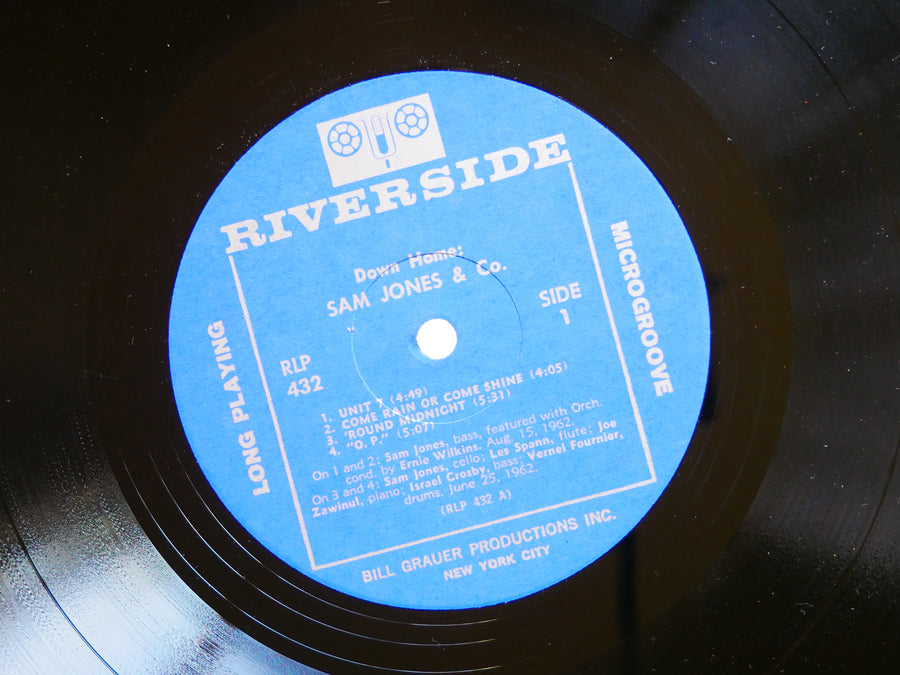 RIVERSIDE
Down Home:
SAM JONES & Co.
SIDE
1
RLP
432
LONG PLAYING
MICROGROOVE
1. UNIT 7 (4:49)
2. COME RAIN OR COME SHINE (4:05)
3. 'ROUND MIDNIGHT (5:31)
4. "O. P." (5:07)
On 1 and 2: Sam Jones, bass, featured with Orch.
cond. by Ernie Wilkins. Aug. 15, 1962.
On 3 and 4: Sam Jones, cello; Les Spann, flute; Joe
Zawinul, piano; Israel Crosby, bass; Vernel Fournier,
drums. June 25, 1962.
(RLP 432 A)
BILL GRAUER PRODUCTIONS INC.
NEW YORK CITY